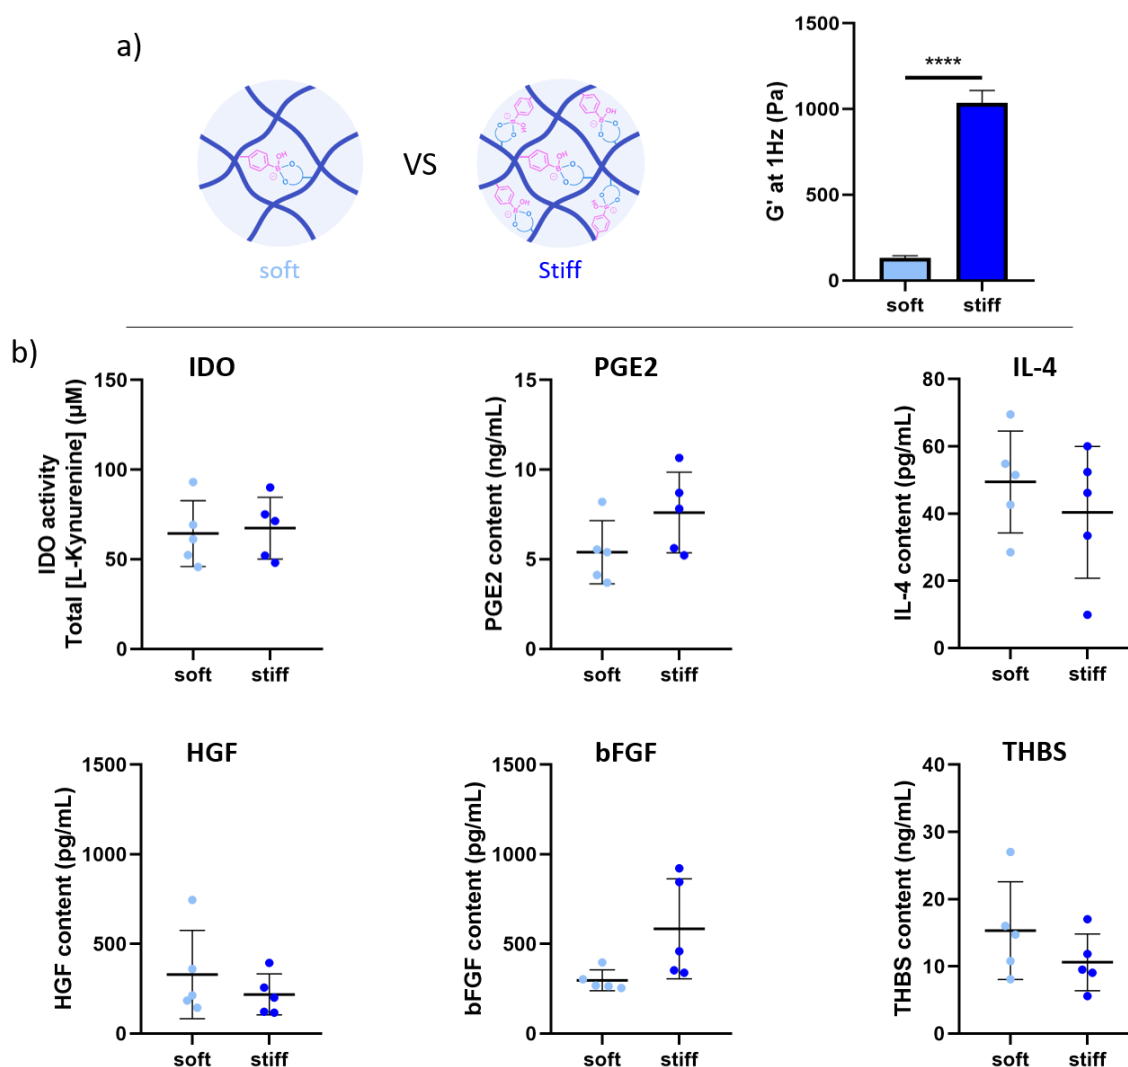 a)
VS
soft
Stiff
G' at 1Hz (Pa)
1500
1000
500
0
****
soft
stiff
b)
IDO
IDO activity
Total [L-Kynurenine] (µM)
150
100
50
0
soft
stiff
PGE2
PGE2 content (ng/mL)
15
10
5
0
soft
stiff
IL-4
IL-4 content (pg/mL)
80
60
40
20
0
soft
stiff
HGF
HGF content (pg/mL)
1500
1000
500
0
soft
stiff
bFGF
bFGF content (pg/mL)
1500
1000
500
0
soft
stiff
THBS
THBS content (ng/mL)
40
30
20
10
0
soft
stiff